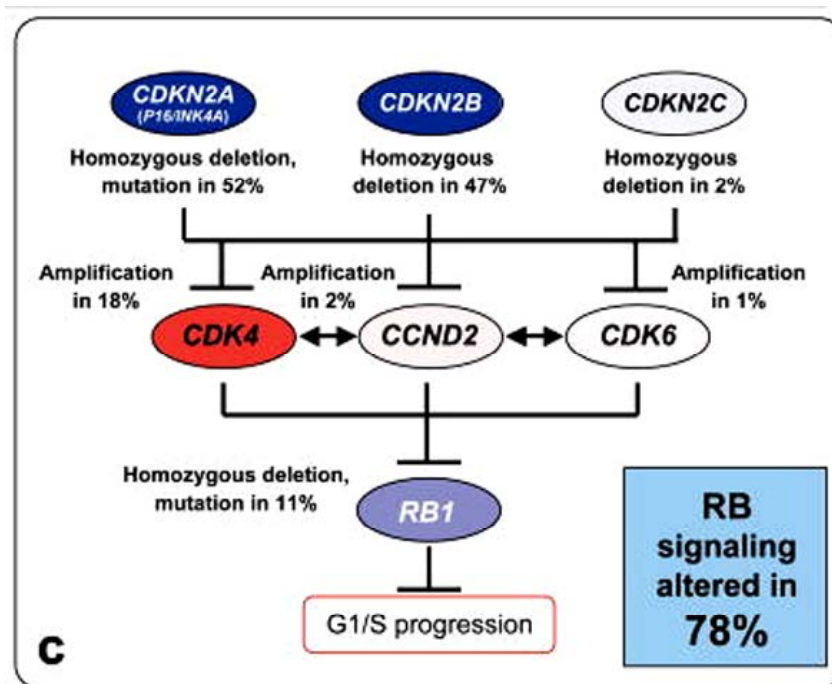 CDKN2A
(P16/INK4A)
CDKN2B
CDKN2C
Homozygous deletion,
mutation in 52%
Homozygous
deletion in 47%
Homozygous
deletion in 2%
Amplification
in 18%
Amplification
in 2%
Amplification
in 1%
CDK4
CCND2
CDK6
Homozygous deletion,
mutation in 11%
RB1
G1/S progression
RB
signaling
altered in
78%
C